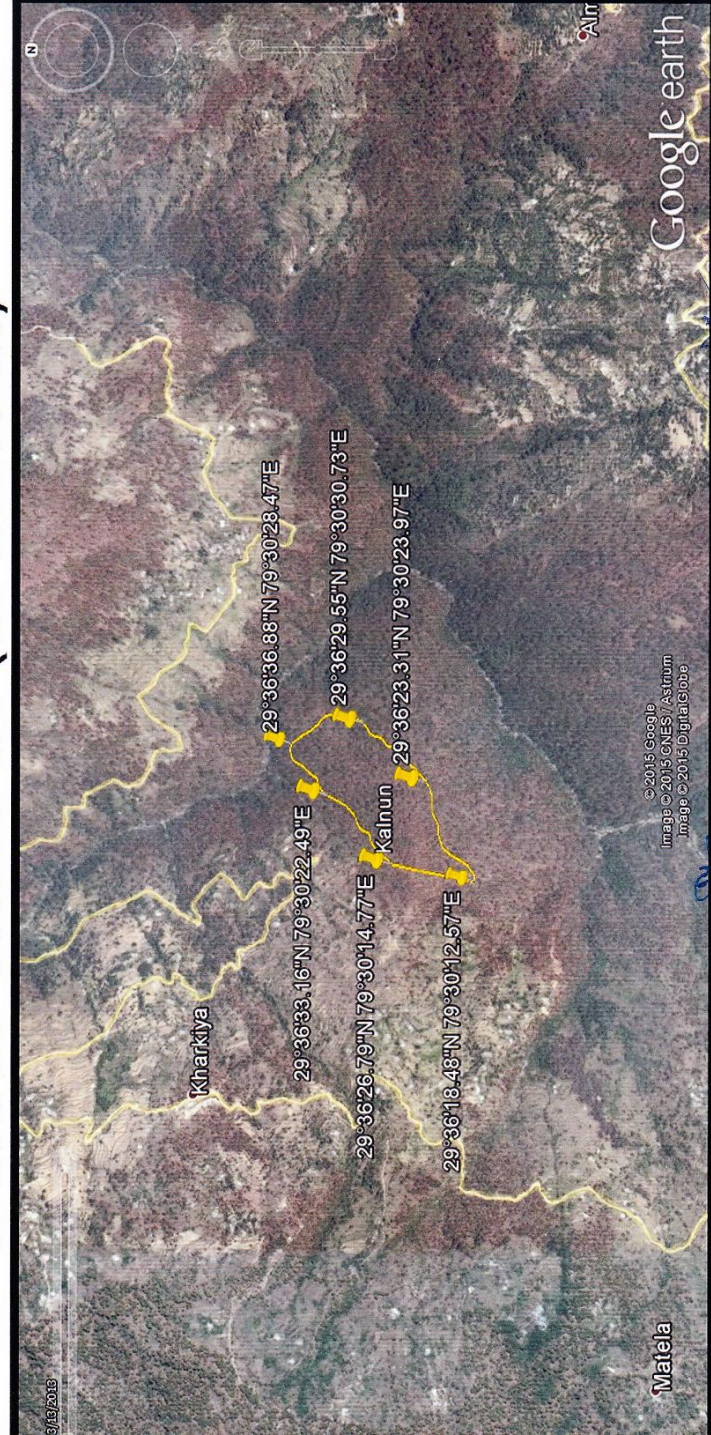 3/13/2013
N
29°36'36.88"N 79°30'28.47"E
29°36'33.16"N 79°30'22.49"E
29°36'29.55"N 79°30'30.73"E
29°36'26.79"N 79°30'14.77"E
Kalnun
29°36'23.31"N 79°30'23.97"E
29°36'18.48"N 79°30'12.57"E
Kharkiya
Matela
Alm
© 2015 Google
Image © 2015 CNES / Astrium
Image © 2015 DigitalGlobe
Google earth